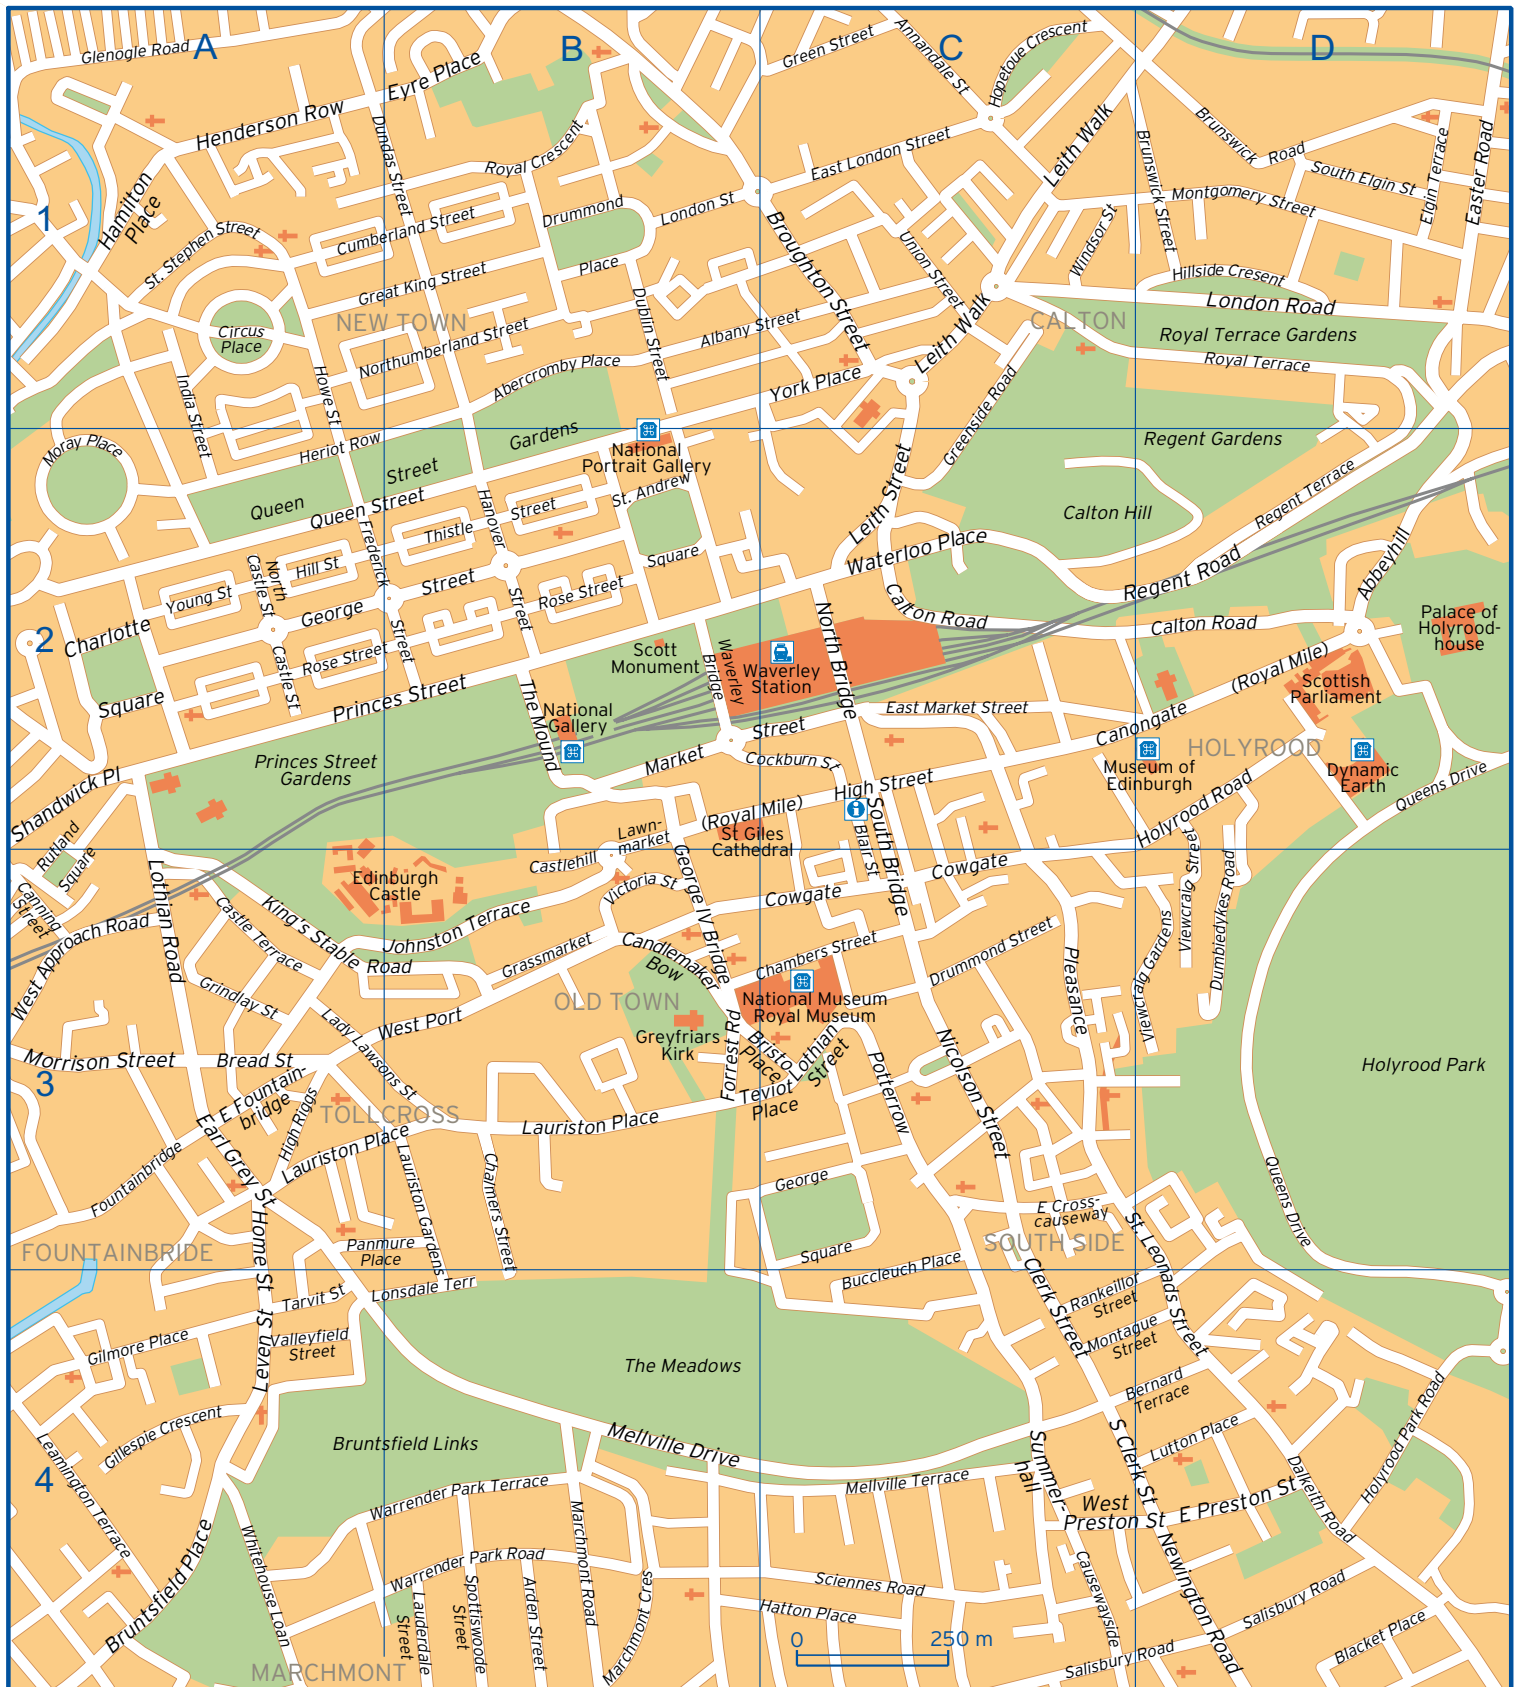 A
B
C
D
Glenogle Road
Henderson Row
Eyre Place
Green Street
Annandale St
Hopetoue Crescent
Leith Walk
Brunswick
Road
Brunswick Street
South Elgin St
Elgin Terrace
Easter Road
Montgomery Street
East London Street
Dundas Street
Royal Crescent
1
Hamilton
Place
St. Stephen Street
Cumberland Street
Drummond
Place
London St
Great King Street
Broughton Street
Union Street
Windsor St
Hillside Cresent
London Road
Royal Terrace Gardens
Royal Terrace
CALTON
NEW TOWN
Circus
Place
Northumberland Street
Dublin Street
Albany Street
Abercromby Place
York Place
Leith Walk
Greenside Road
India Street
Howe St
Heriot Row
Moray Place
Queen
Street
Gardens
Queen Street
National
Portrait Gallery
St. Andrew
Square
Regent Gardens
Calton Hill
Regent Terrace
Leith Street
Waterloo Place
Regent Road
Abbeyhill
Hanover
Street
Thistle
Street
Frederick
Street
North
Castle St
Hill St
Young St
George
Street
Rose Street
Rose Street
Castle St
2
Charlotte
Square
Princes Street
The Mound
Scott
Monument
Waverley
Bridge
Waverley
Station
North Bridge
Calton Road
Calton Road
Palace of
Holyrood-
house
(Royal Mile)
Scottish
Parliament
Canongate
East Market Street
National
Gallery
Market
Street
Cockburn St
High Street
(Royal Mile)
HOLYROOD
Museum of
Edinburgh
Dynamic
Earth
Queens Drive
Holyrood Road
Princes Street
Gardens
Shandwick Pl
Rutland
Square
Canning
Street
Lawn-
market
St Giles
Cathedral
South Bridge
Blair St
Castlehill
Edinburgh
Castle
Victoria St
George IV Bridge
Cowgate
Cowgate
Viewcraig Street
Dumbiedykes Road
Viewcraig Gardens
Lothian Road
King's Stable Road
Castle Terrace
Johnston Terrace
West Approach Road
Grassmarket
Candlemaker
Bow
Chambers Street
Drummond Street
Pleasance
National Museum
Royal Museum
OLD TOWN
Grindlay St
Lady Lawsons St
West Port
Greyfriars
Kirk
Forrest Rd
Bristo
Place
Lothian
Street
Teviot
Place
Potterrow
Nicolson Street
Holyrood Park
3
Morrison Street
Bread St
E Fountain-
bridge
High Riggs
TOLLCROSS
Lauriston Place
Lauriston Place
Earl Grey St
Fountainbridge
Lauriston Gardens
Chalmers Street
George
Square
E Cross-
causeway
SOUTH SIDE
St. Leonads Street
Queens Drive
FOUNTAINBRIDE
Home St
Panmure
Place
Buccleuch Place
Clerk Street
Rankeillor
Street
Montague
Street
Lonsdale Terr
Tarvit St
Leven St
Valleyfield
Street
Gilmore Place
The Meadows
Bernard
Terrace
Gillespie Crescent
Bruntsfield Links
Mellville Drive
Lutton Place
Holyrood Park Road
4
Leamington Terrace
Warrender Park Terrace
Mellville Terrace
Summer-
hall
S Clerk St
West
Preston St
E Preston St
Dalkeith Road
Bruntsfield Place
Whitehouse Loan
Warrender Park Road
Marchmont Road
Sciennes Road
Causewayside
Newington Road
Salisbury Road
Lauderdale
Street
Spottiswode
Street
Arden Street
Marchmont Cres
Hatton Place
Blacket Place
MARCHMONT
0
250 m
Salisbury Road